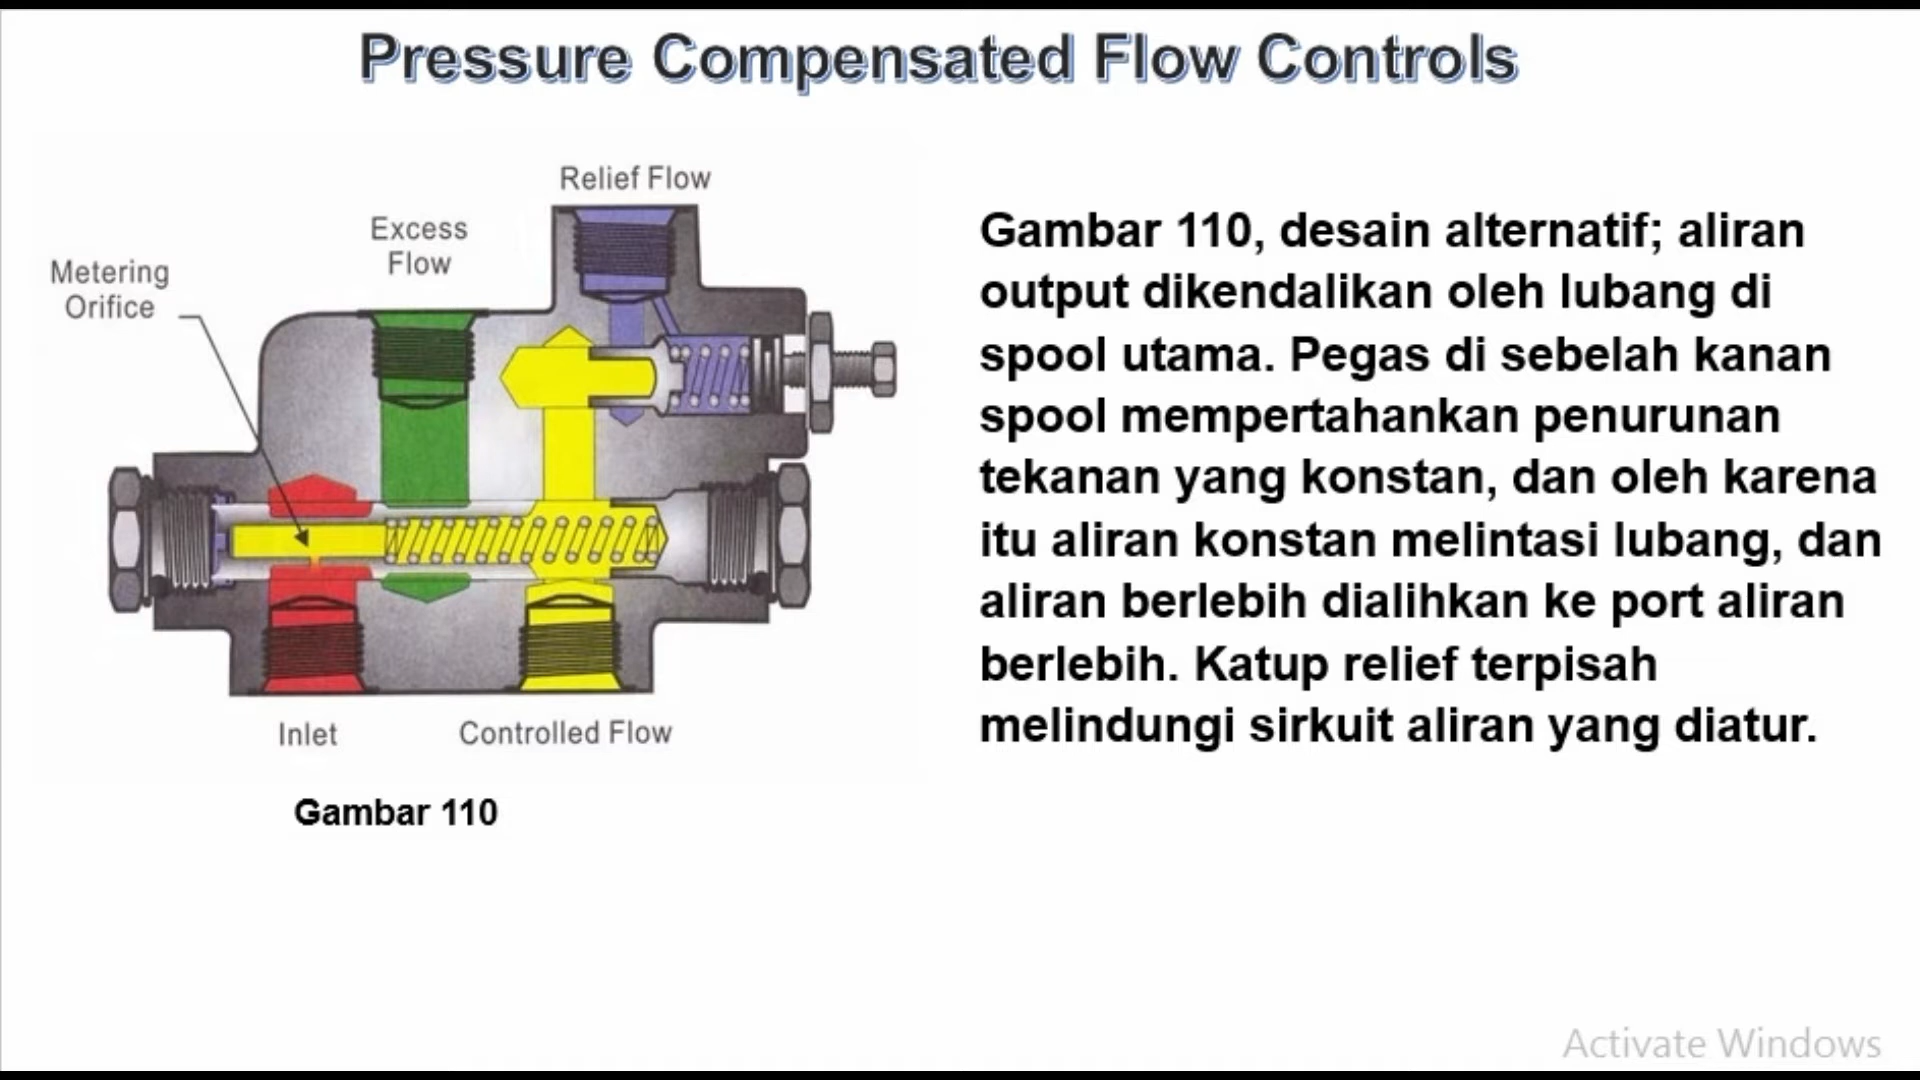 Pressure Compensated Flow Controls
Relief Flow
Excess
Flow
Metering
Orifice
Inlet
Controlled Flow
Gambar 110
Gambar 110, desain alternatif; aliran
output dikendalikan oleh lubang di
spool utama. Pegas di sebelah kanan
spool mempertahankan penurunan
tekanan yang konstan, dan oleh karena
itu aliran konstan melintasi lubang, dan
aliran berlebih dialihkan ke port aliran
berlebih. Katup relief terpisah
melindungi sirkuit aliran yang diatur.
Activate Windows